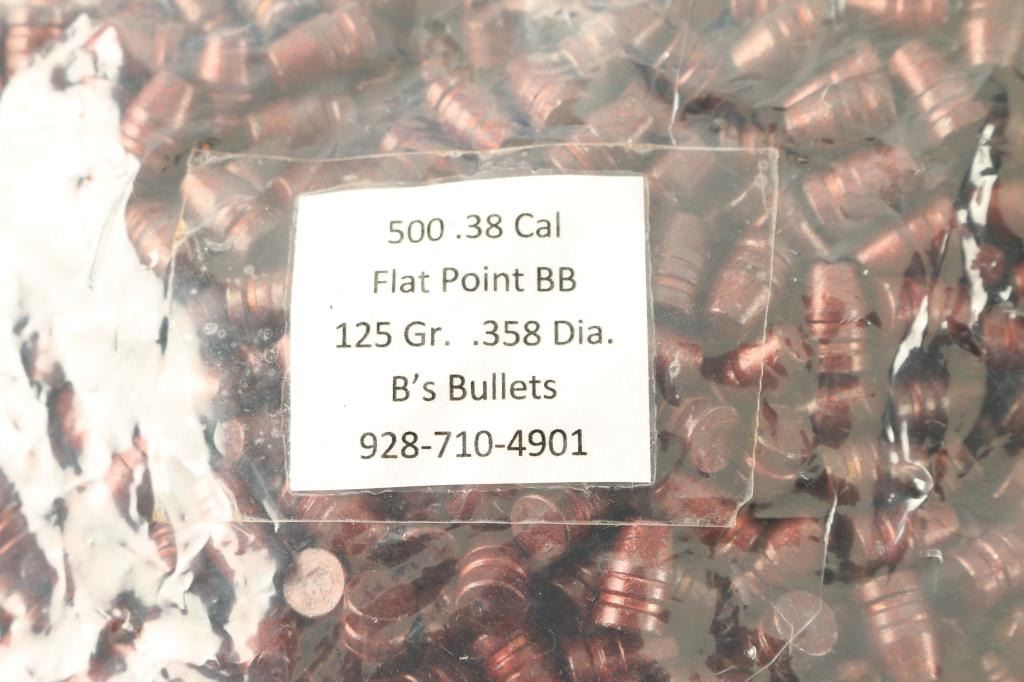 500 .38 Cal
Flat Point BB
125 Gr. .358 Dia.
B's Bullets
928-710-4901